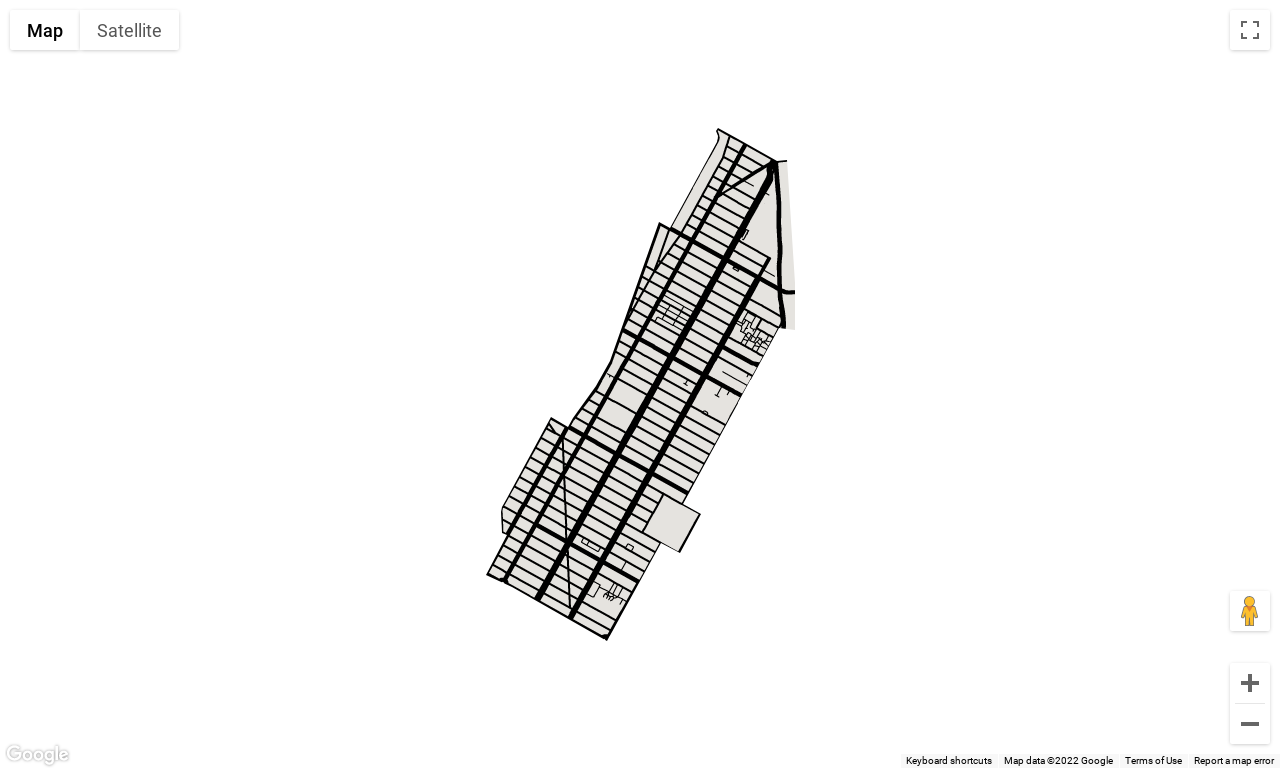 Map Satellite
Google
Keyboard shortcuts Map data ©2022 Google Terms of Use Report a map error